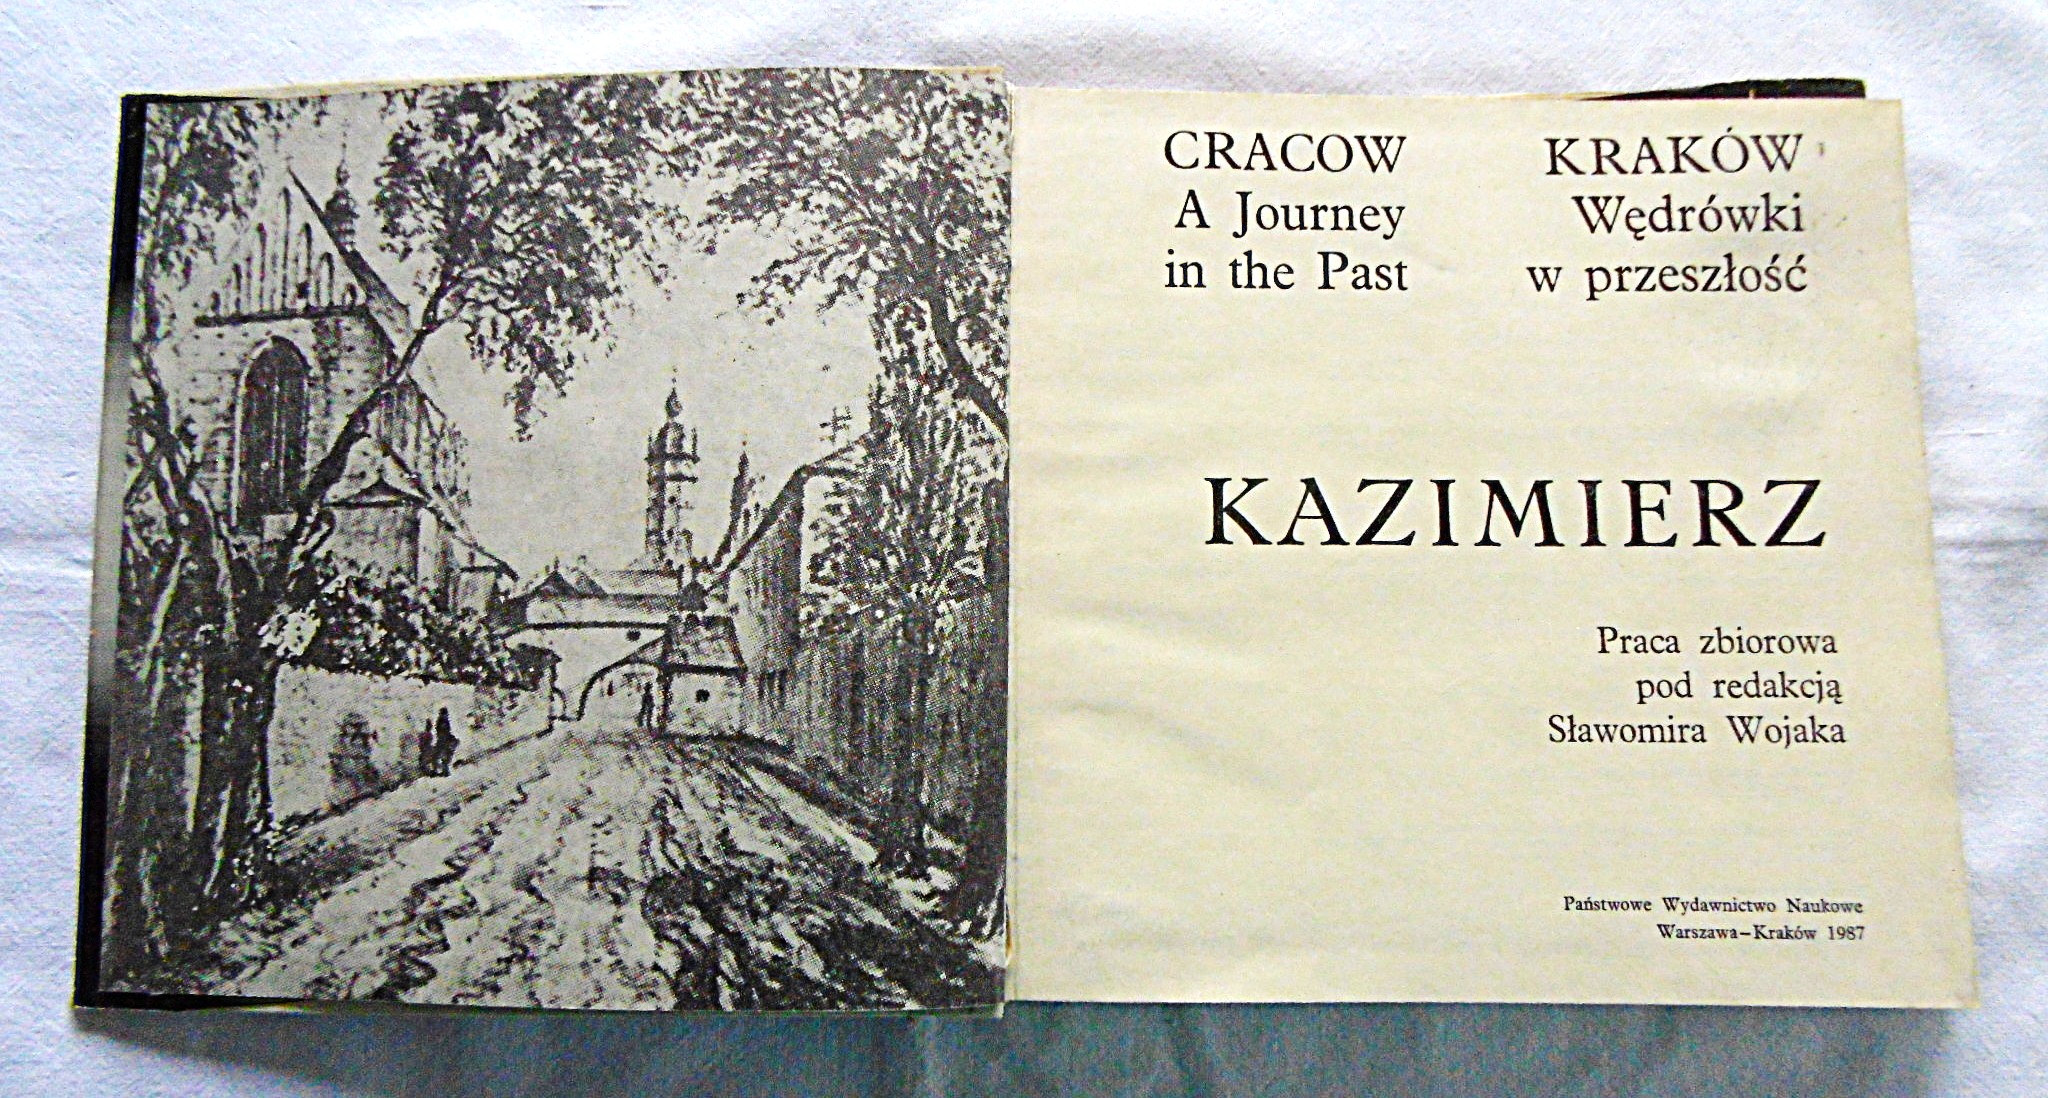 CRACOW
A Journey
in the Past
KRAKÓW
Wędrówki
w przeszłość
KAZIMIERZ
Praca zbiorowa
pod redakcją
Sławomira Wojaka
Państwowe Wydawnictwo Naukowe
Warszawa–Kraków 1987